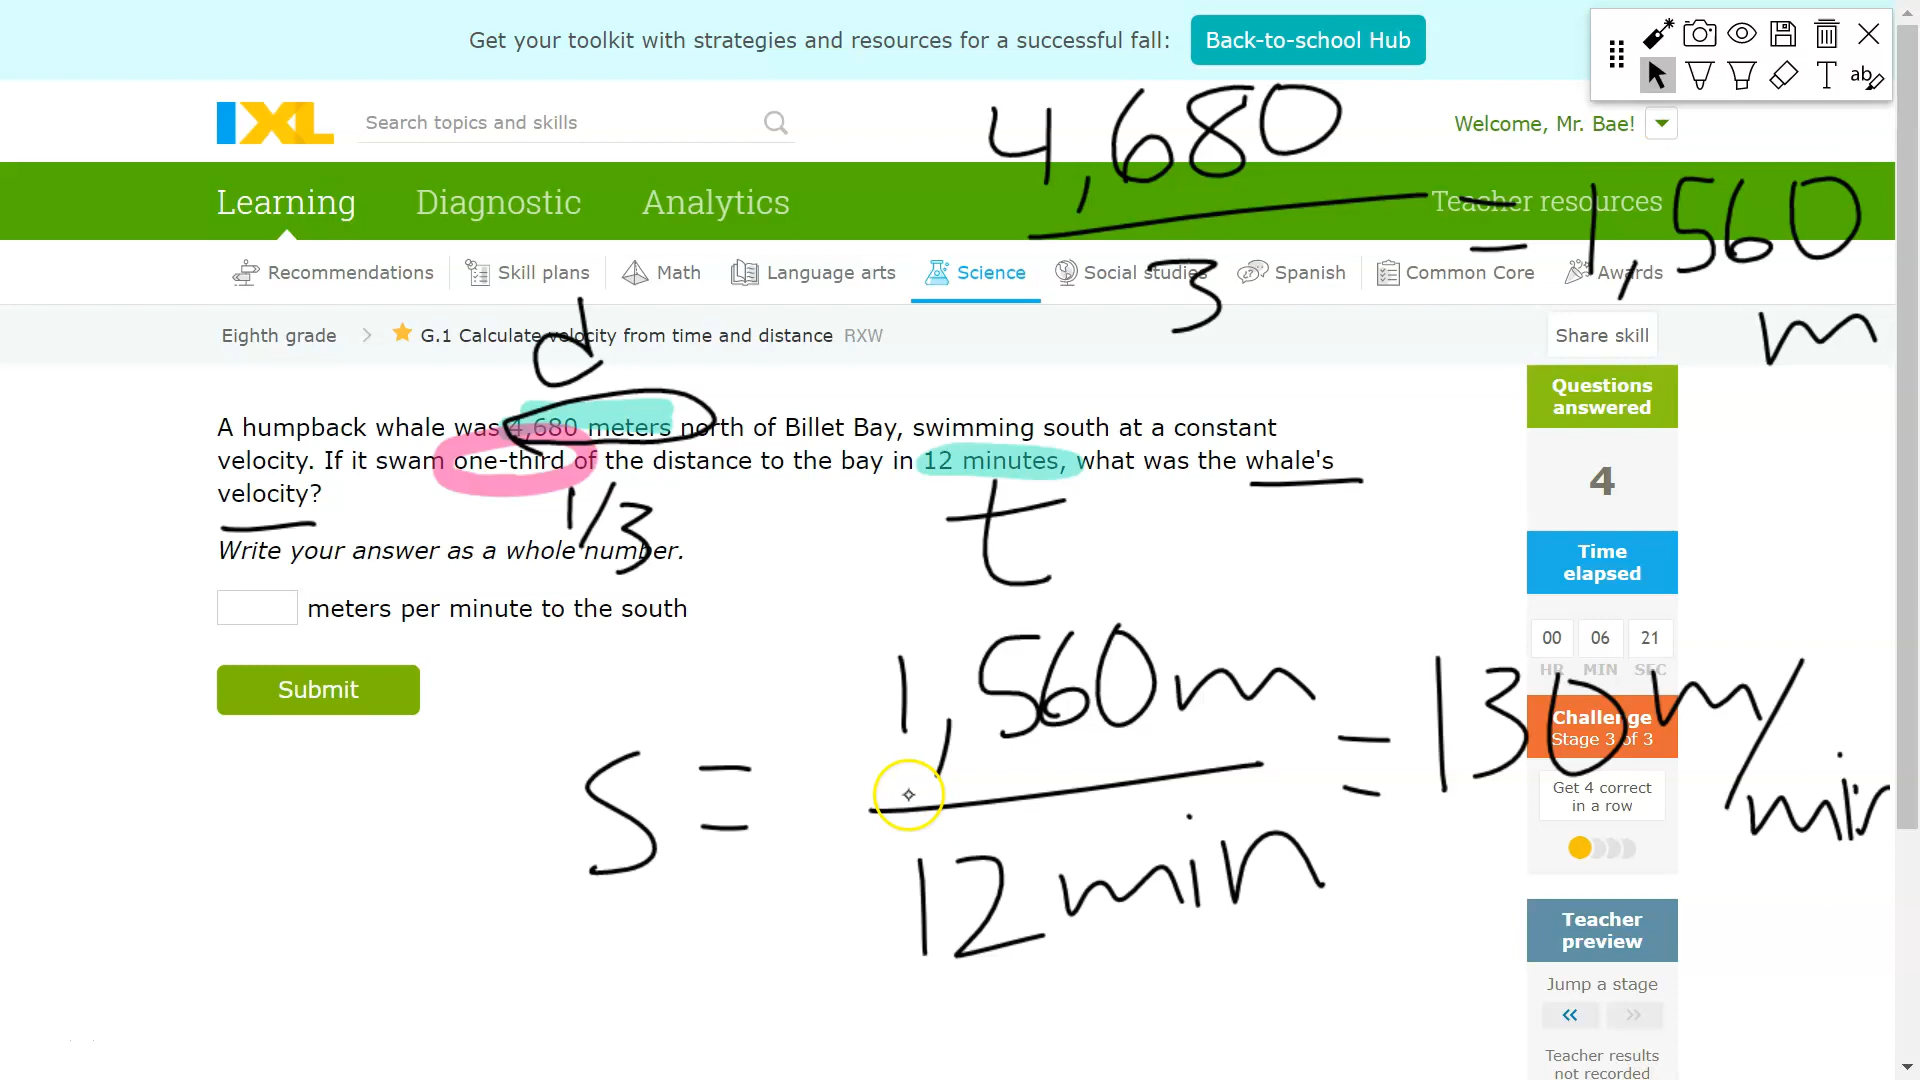 Get your toolkit with strategies and resources for a successful fall: Back-to-school Hub
T ab
IXL Search topics and skills Welcome, Mr. Bae!
4,680
Learning Diagnostic Analytics Teacher resources
= 1,560
m
3
Recommendations Skill plans Math Language arts Science Social studies Spanish Common Core Awards
d
Eighth grade > G.1 Calculate velocity from time and distance RXW Share skill
A humpback whale was 4,680 meters north of Billet Bay, swimming south at a constant
velocity. If it swam one-third of the distance to the bay in 12 minutes, what was the whale's
velocity?
1/3
t
Write your answer as a whole number.
meters per minute to the south
Submit
1,560m
S = = 130 m/min
12 min
Questions
answered
4
Time
elapsed
00 06 21
HR MIN SEC
Challenge
Stage 3 of 3
Get 4 correct
in a row
Teacher
preview
Jump a stage
« »
Teacher results
not recorded